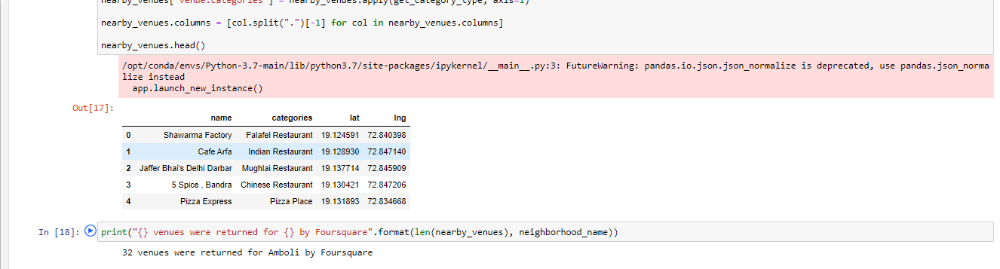 nearby_venues['venue.categories'] = nearby_venues.apply(get_category_type, axis=1)
nearby_venues.columns = [col.split(".")[-1] for col in nearby_venues.columns]
nearby_venues.head()
/opt/conda/envs/Python-3.7-main/lib/python3.7/site-packages/ipykernel/__main__.py:3: FutureWarning: pandas.io.json.json_normalize is deprecated, use pandas.json_norma
lize instead
app.launch_new_instance()
Out[17]:
name categories lat lng
0 Shawarma Factory Falafel Restaurant 19.124591 72.840398
1 Cafe Arfa Indian Restaurant 19.128930 72.847140
2 Jaffer Bhai's Delhi Darbar Mughlai Restaurant 19.137714 72.845909
3 5 Spice , Bandra Chinese Restaurant 19.130421 72.847206
4 Pizza Express Pizza Place 19.131893 72.834668
In [18]: print("{} venues were returned for {} by Foursquare".format(len(nearby_venues), neighborhood_name))
32 venues were returned for Amboli by Foursquare